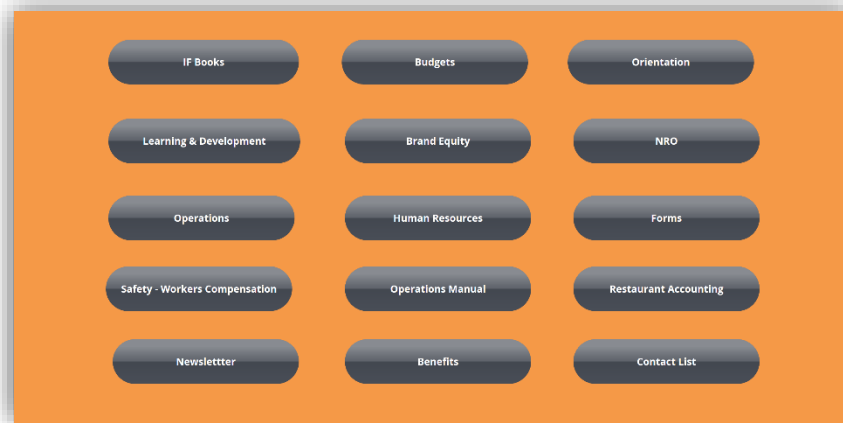 IF Books
Budgets
Orientation
Learning & Development
Brand Equity
NRO
Operations
Human Resources
Forms
Safety - Workers Compensation
Operations Manual
Restaurant Accounting
Newslettter
Benefits
Contact List